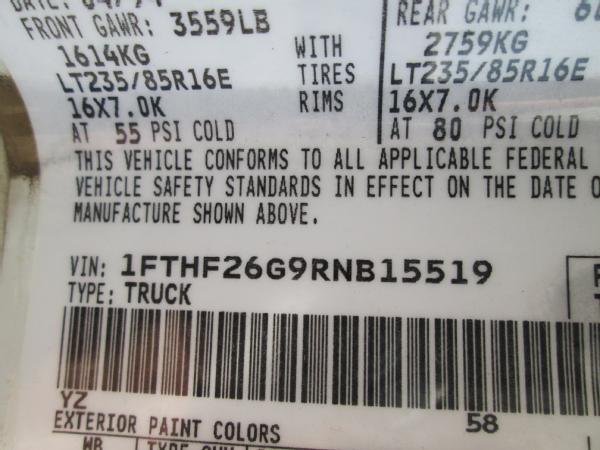 FRONT GAWR: 3559LB
REAR GAWR:
1614KG WITH 2759KG
LT235/85R16E TIRES LT235/85R16E
16X7.0K RIMS 16X7.0K
AT 55 PSI COLD AT 80 PSI COLD
THIS VEHICLE CONFORMS TO ALL APPLICABLE FEDERAL
VEHICLE SAFETY STANDARDS IN EFFECT ON THE DATE O
MANUFACTURE SHOWN ABOVE.
VIN: 1FTHF26G9RNB15519
TYPE: TRUCK
YZ 58
EXTERIOR PAINT COLORS
WB